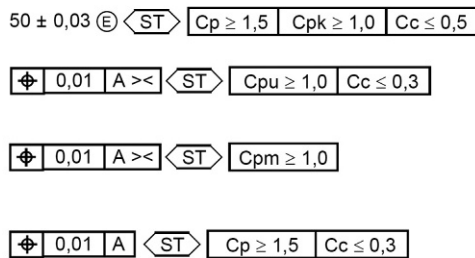 50 ± 0,03 Ⓔ ST Cp ≥ 1,5 Cpk ≥ 1,0 Cc ≤ 0,5
⌖ 0,01 A >< ST Cpu ≥ 1,0 Cc ≤ 0,3
⌖ 0,01 A >< ST Cpm ≥ 1,0
⌖ 0,01 A ST Cp ≥ 1,5 Cc ≤ 0,3